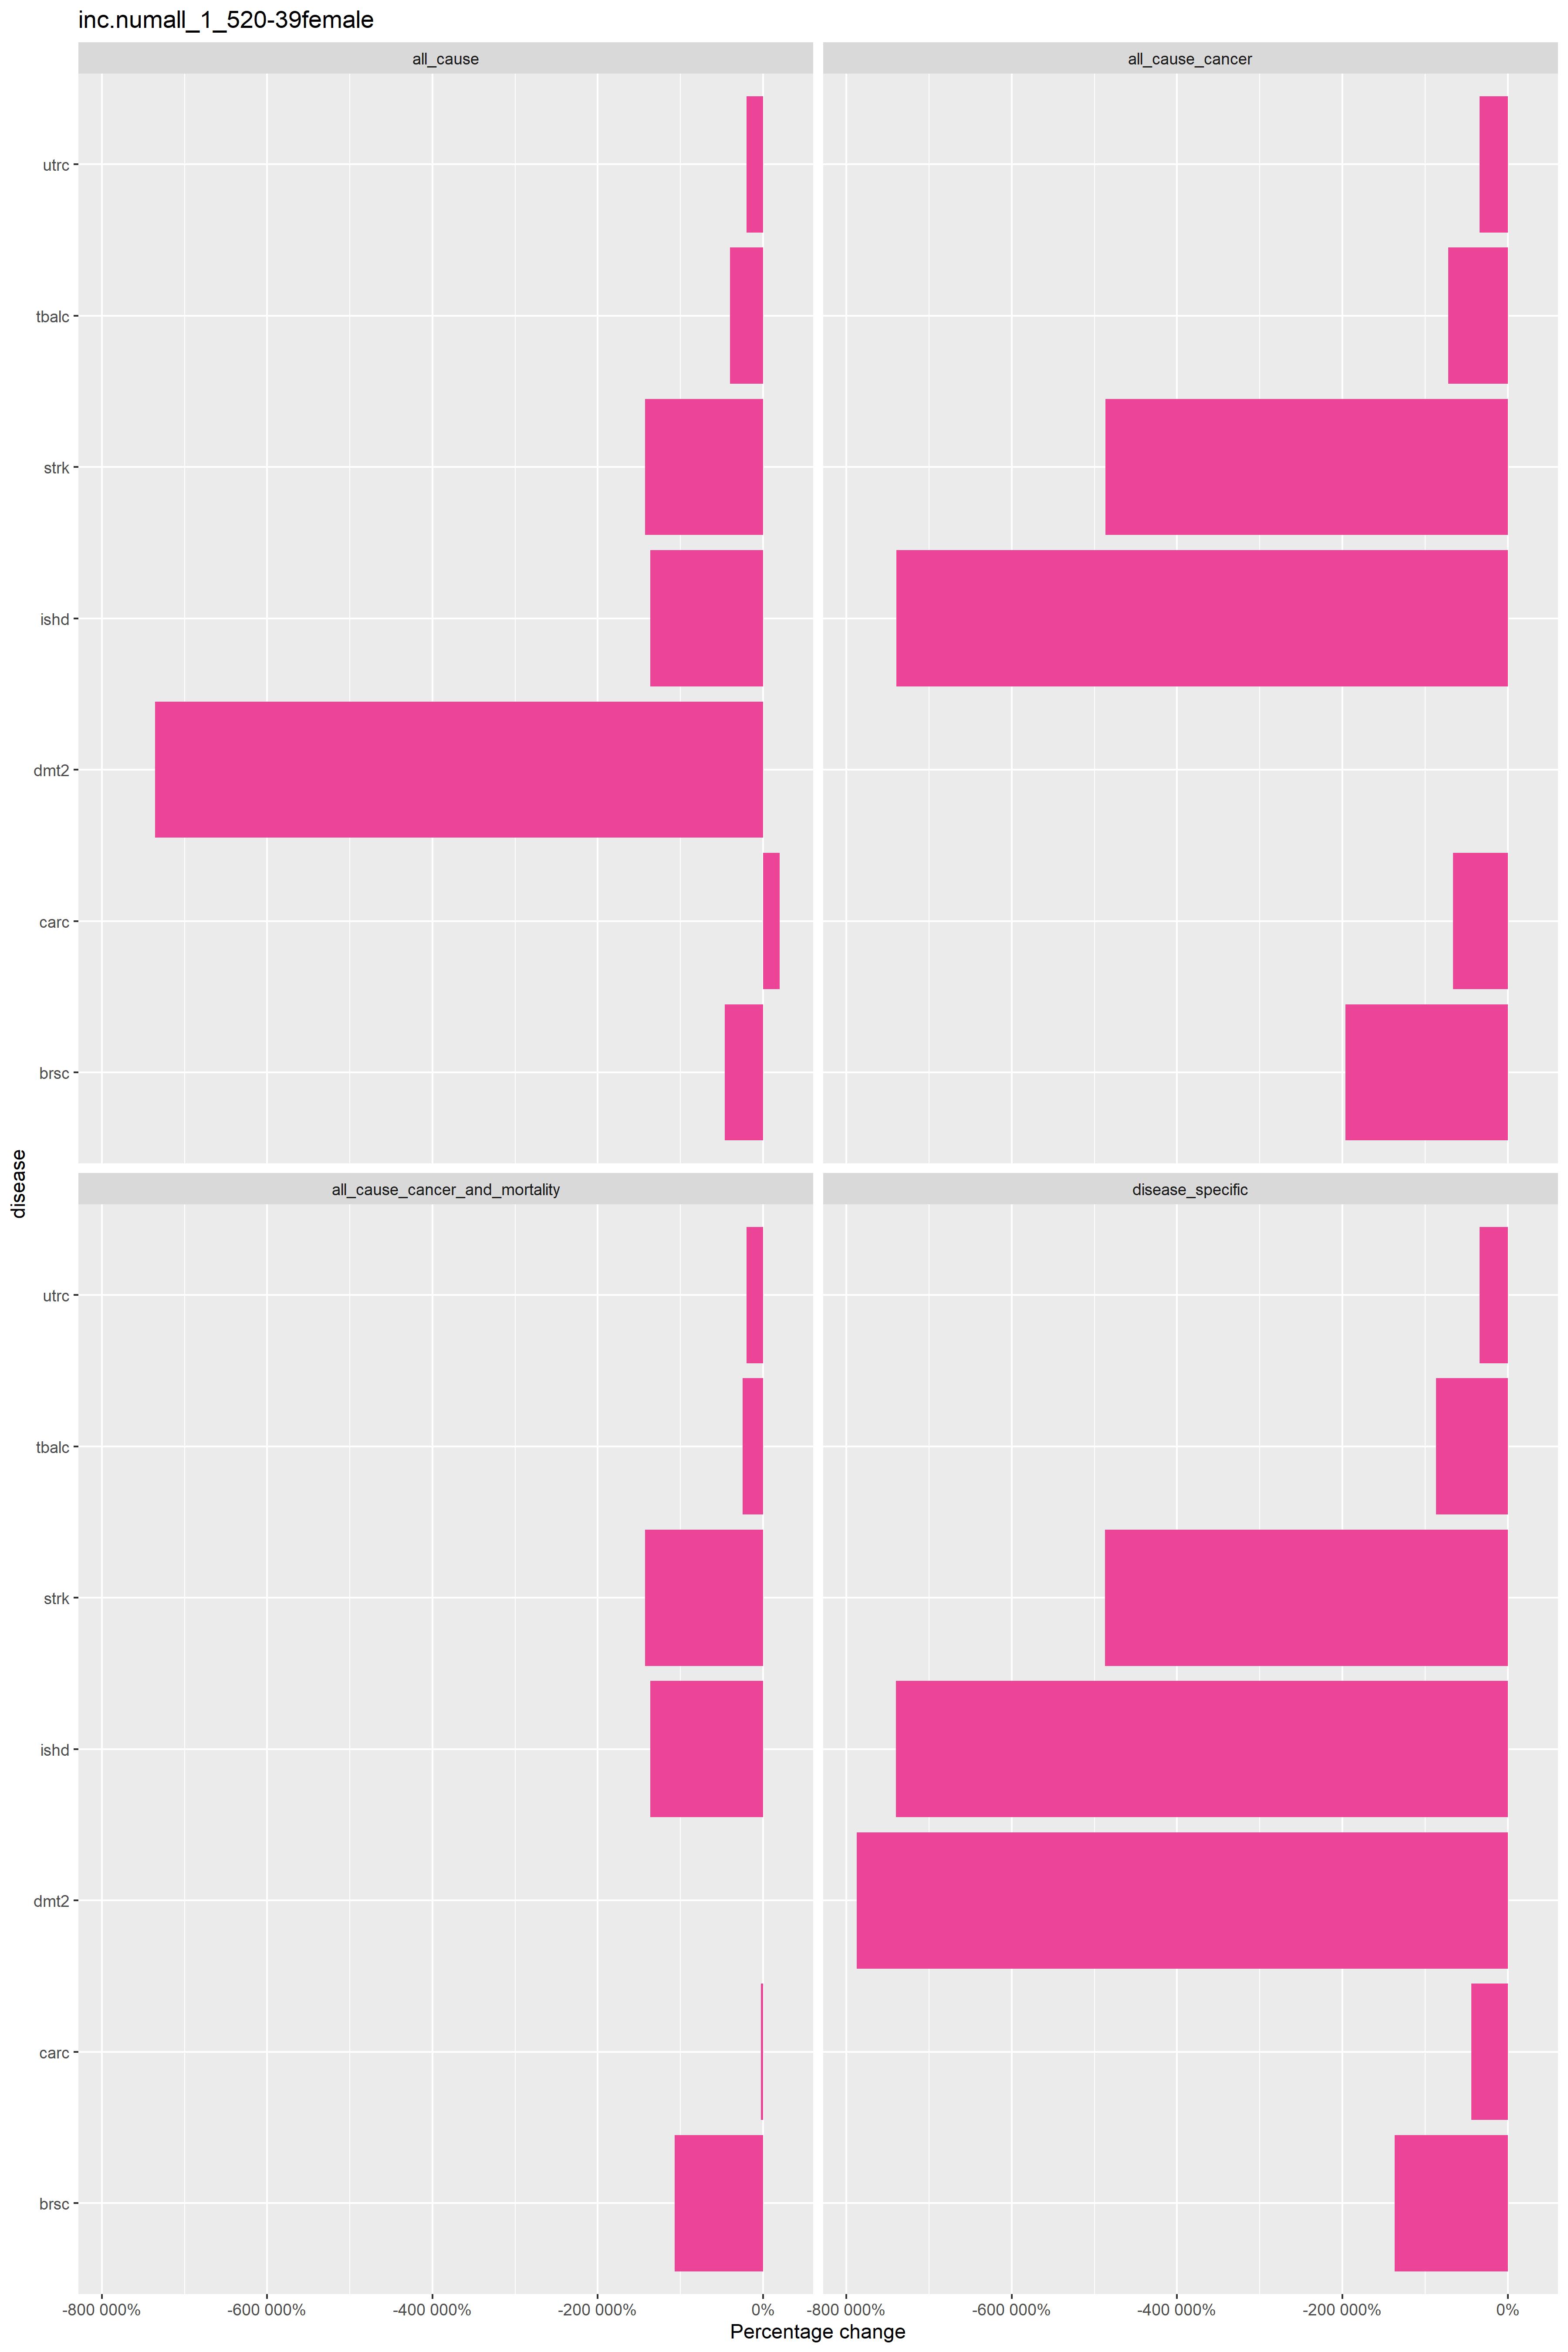 inc.numall_1_520-39female
all_cause
all_cause_cancer
utrc
tbalc
strk
ishd
dmt2
carc
brsc
disease
all_cause_cancer_and_mortality
disease_specific
utrc
tbalc
strk
ishd
dmt2
carc
brsc
-800 000%
-600 000%
-400 000%
-200 000%
0%
-800 000%
-600 000%
-400 000%
-200 000%
0%
Percentage change